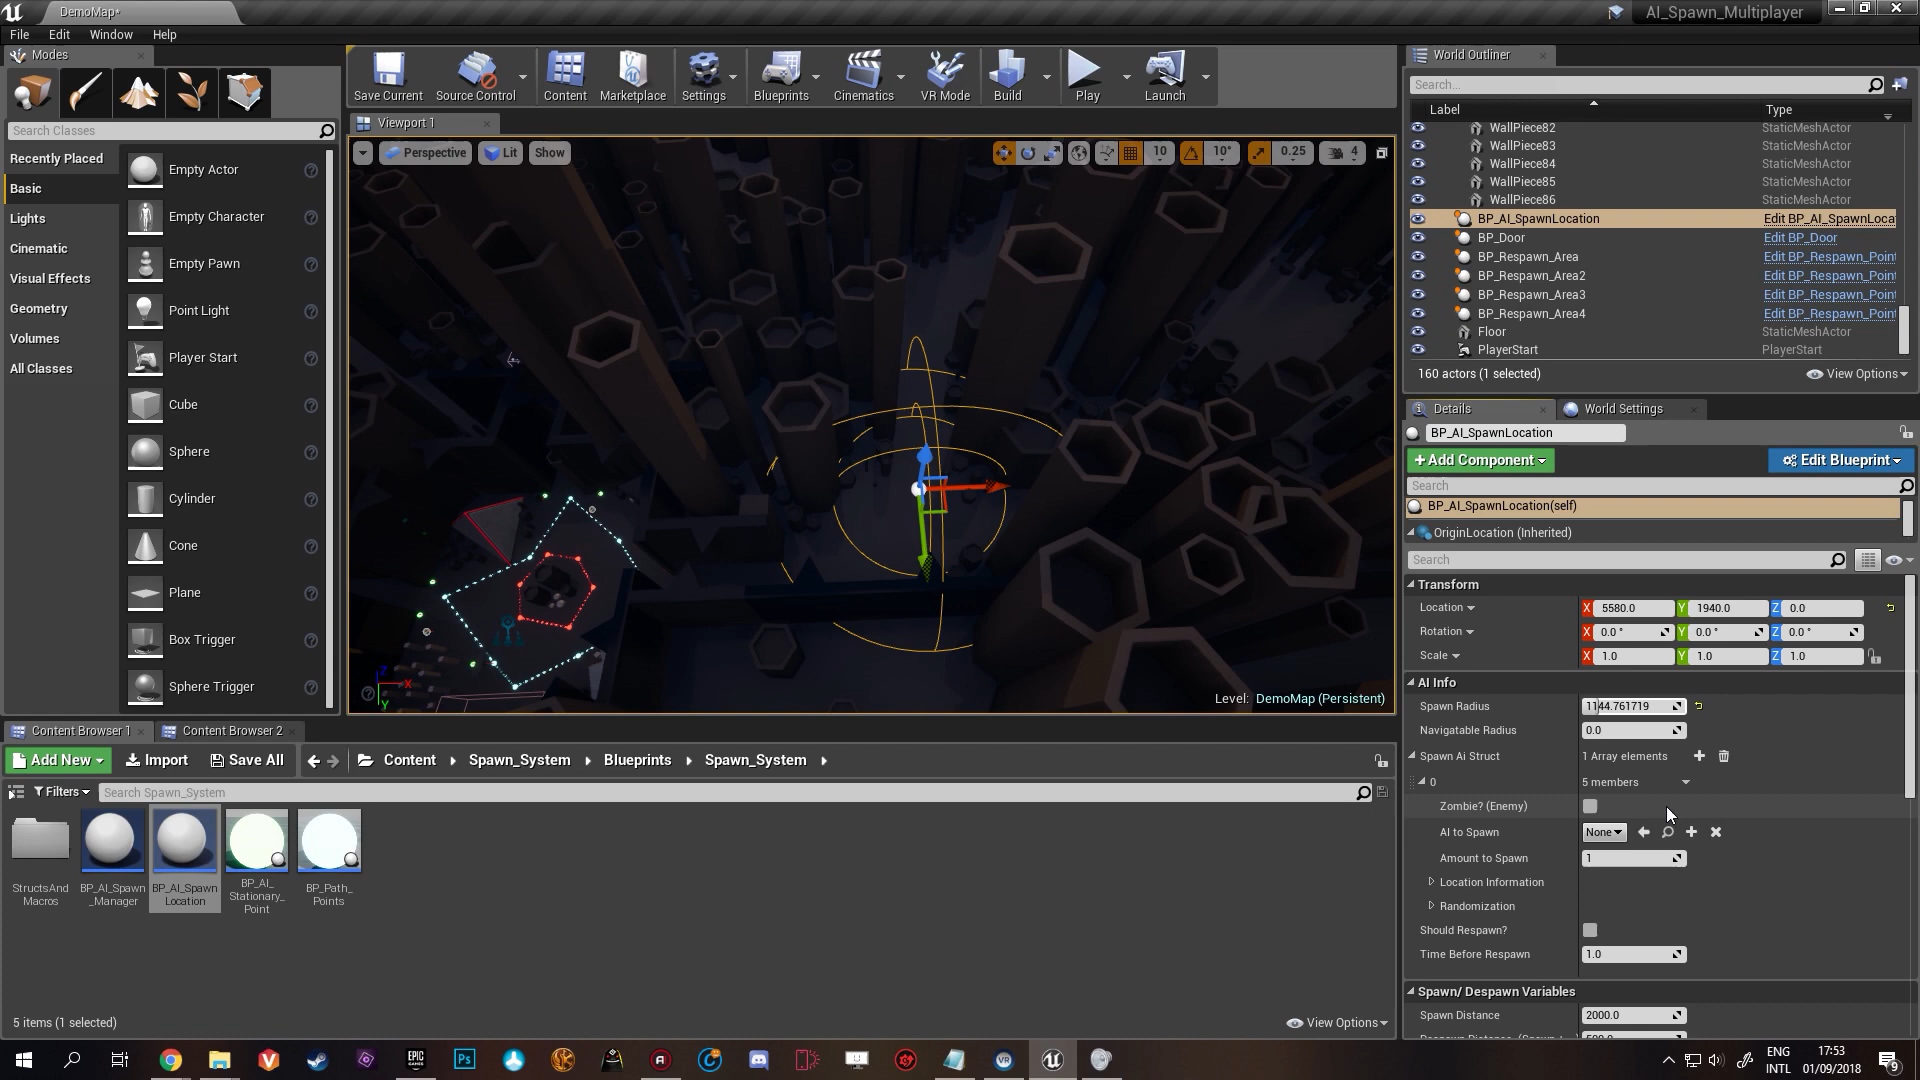 DemoMap*
AI_Spawn_Multiplayer
File Edit Window Help
Modes
Search Classes
Recently Placed
Basic
Lights
Cinematic
Visual Effects
Geometry
Volumes
All Classes
Empty Actor
Empty Character
Empty Pawn
Point Light
Player Start
Cube
Sphere
Cylinder
Cone
Plane
Box Trigger
Sphere Trigger
Save Current Source Control Content Marketplace Settings Blueprints Cinematics VR Mode Build Play Launch
Viewport 1
Perspective Lit Show
10 10° 0.25 4
X
Y
Level: DemoMap (Persistent)
World Outliner
Search...
Label Type
WallPiece82 StaticMeshActor
WallPiece83 StaticMeshActor
WallPiece84 StaticMeshActor
WallPiece85 StaticMeshActor
WallPiece86 StaticMeshActor
BP_AI_SpawnLocation Edit BP_AI_SpawnLoca
BP_Door Edit BP_Door
BP_Respawn_Area Edit BP_Respawn_Point
BP_Respawn_Area2 Edit BP_Respawn_Point
BP_Respawn_Area3 Edit BP_Respawn_Point
BP_Respawn_Area4 Edit BP_Respawn_Point
Floor StaticMeshActor
PlayerStart PlayerStart
160 actors (1 selected) View Options
Details World Settings
BP_AI_SpawnLocation
+ Add Component Edit Blueprint
Search
BP_AI_SpawnLocation(self)
OriginLocation (Inherited)
Search
Transform
Location X 5580.0 Y 1940.0 Z 0.0
Rotation X 0.0 ° Y 0.0 ° Z 0.0 °
Scale X 1.0 Y 1.0 Z 1.0
AI Info
Spawn Radius 1144.761719
Navigatable Radius 0.0
Spawn Ai Struct 1 Array elements
0 5 members
Zombie? (Enemy)
AI to Spawn None
Amount to Spawn 1
Location Information
Randomization
Should Respawn?
Time Before Respawn 1.0
Spawn/ Despawn Variables
Spawn Distance 2000.0
Content Browser 1 Content Browser 2
Add New Import Save All Content Spawn_System Blueprints Spawn_System
Filters Search Spawn_System
StructsAnd
Macros
BP_AI_Spawn
_Manager
BP_AI_Spawn
Location
BP_AI_
Stationary_
Point
BP_Path_
Points
5 items (1 selected) View Options
EPIC
GAMES
Ps
VR
ENG
INTL
17:53
01/09/2018
9